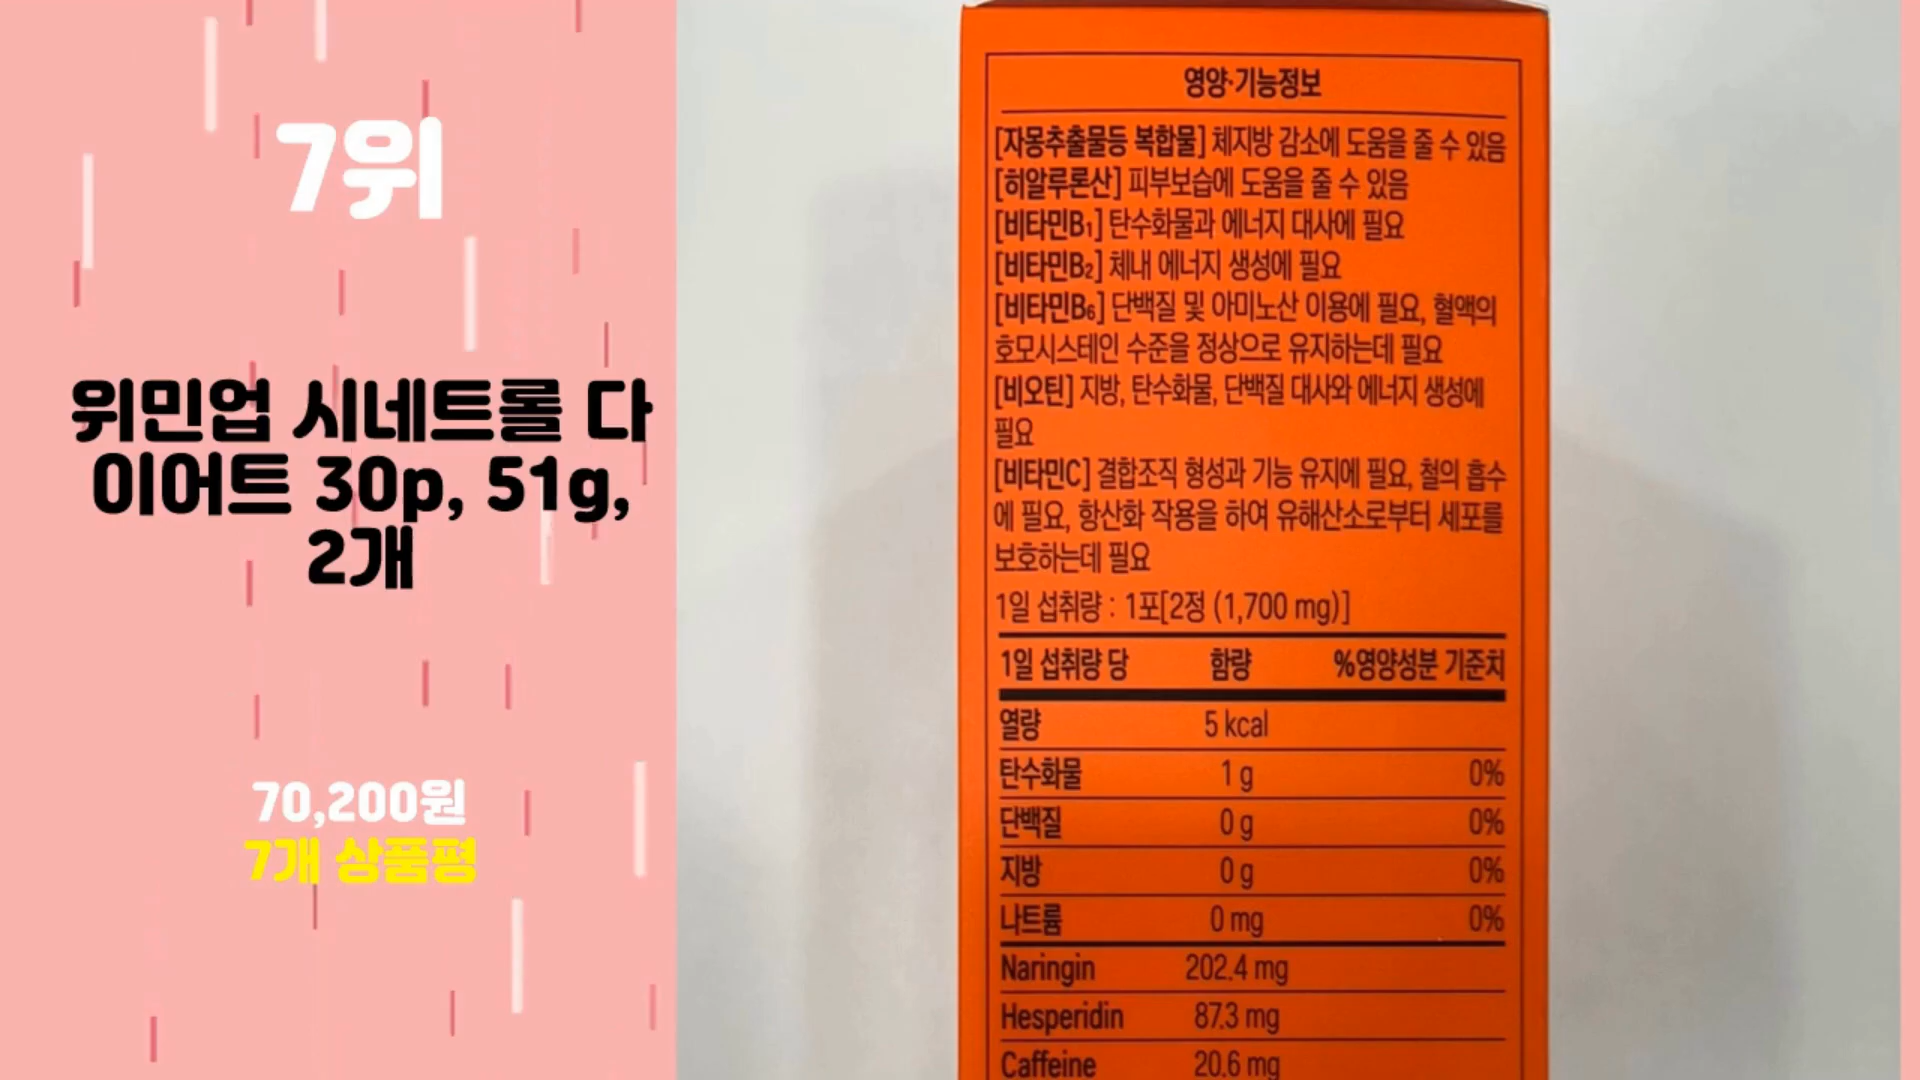 7위
위민업 시네트롤 다
이어트 30p, 51g,
2개
70,200원
7개 상품평
영양·기능정보
[자몽추출물등 복합물] 체지방 감소에 도움을 줄 수 있음
[히알루론산] 피부보습에 도움을 줄 수 있음
[비타민B₁] 탄수화물과 에너지 대사에 필요
[비타민B₂] 체내 에너지 생성에 필요
[비타민B₆] 단백질 및 아미노산 이용에 필요, 혈액의
호모시스테인 수준을 정상으로 유지하는데 필요
[비오틴] 지방, 탄수화물, 단백질 대사와 에너지 생성에
필요
[비타민C] 결합조직 형성과 기능 유지에 필요, 철의 흡수
에 필요, 항산화 작용을 하여 유해산소로부터 세포를
보호하는데 필요
1일 섭취량 : 1포[2정 (1,700 mg)]
1일 섭취량 당 함량 %영양성분 기준치
열량 5 kcal
탄수화물 1 g 0%
단백질 0 g 0%
지방 0 g 0%
나트륨 0 mg 0%
Naringin 202.4 mg
Hesperidin 87.3 mg
Caffeine 20.6 mg